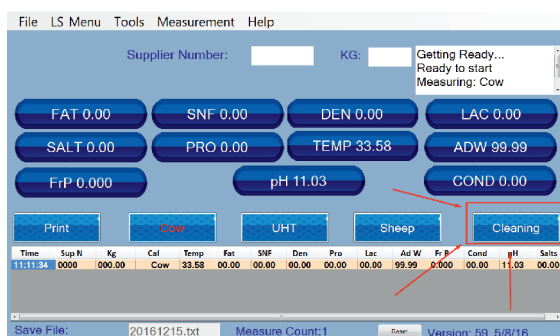 File LS Menu Tools Measurement Help
Supplier Number: KG:
Getting Ready...
Ready to start
Measuring: Cow
FAT 0.00 SNF 0.00 DEN 0.00 LAC 0.00
SALT 0.00 PRO 0.00 TEMP 33.58 ADW 99.99
FrP 0.000 pH 11.03 COND 0.00
Print Cow UHT Sheep Cleaning
Time Sup N Kg Cal Temp Fat SNF Den Pro Lac Ad W Fr P Cond pH Salts
11:11:34 0000 000.00 Cow 33.58 00.00 00.00 00.00 00.00 00.00 99.99 0.000 00.00 11.03 00.00
Save File: 20161215.txt Measure Count:1 Reset Version: 59 5/8/16